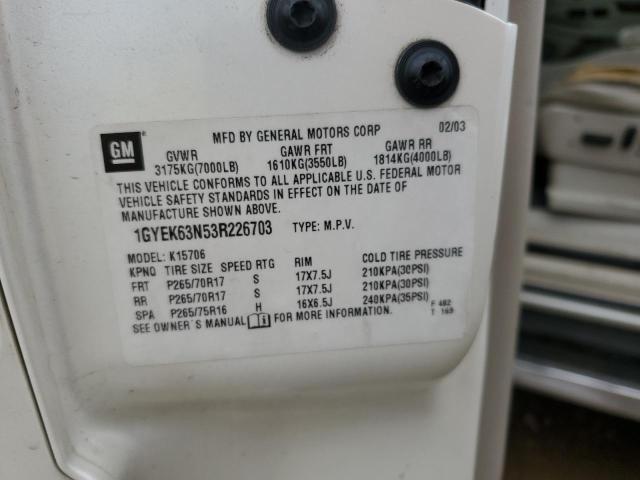 GM
MFD BY GENERAL MOTORS CORP 02/03
GVWR GAWR FRT GAWR RR
3175KG(7000LB) 1610KG(3550LB) 1814KG(4000LB)
THIS VEHICLE CONFORMS TO ALL APPLICABLE U.S. FEDERAL MOTOR
VEHICLE SAFETY STANDARDS IN EFFECT ON THE DATE OF
MANUFACTURE SHOWN ABOVE.
1GYEK63N53R226703 TYPE: M.P.V.
MODEL: K15706
KPNQ TIRE SIZE SPEED RTG RIM COLD TIRE PRESSURE
FRT P265/70R17 S 17X7.5J 210KPA(30PSI)
RR P265/70R17 S 17X7.5J 210KPA(30PSI)
SPA P265/75R16 H 16X6.5J 240KPA(35PSI)
SEE OWNER'S MANUAL FOR MORE INFORMATION.
F 482
T 169